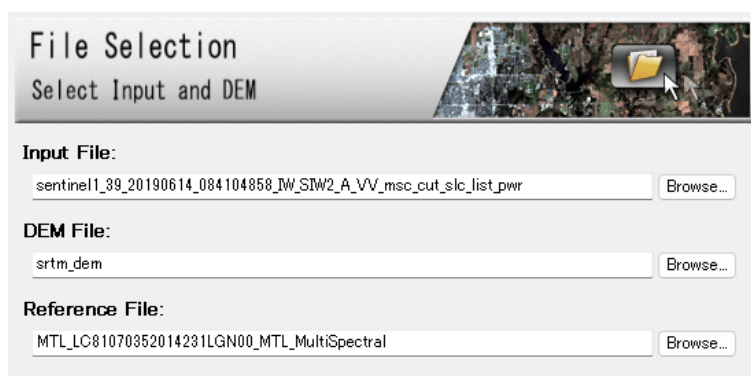 File Selection
Select Input and DEM
Input File:
sentinel1_39_20190614_084104858_IW_SIW2_A_VV_msc_cut_slc_list_pwr
Browse...
DEM File:
srtm_dem
Browse...
Reference File:
MTL_LC81070352014231LGN00_MTL_MultiSpectral
Browse...